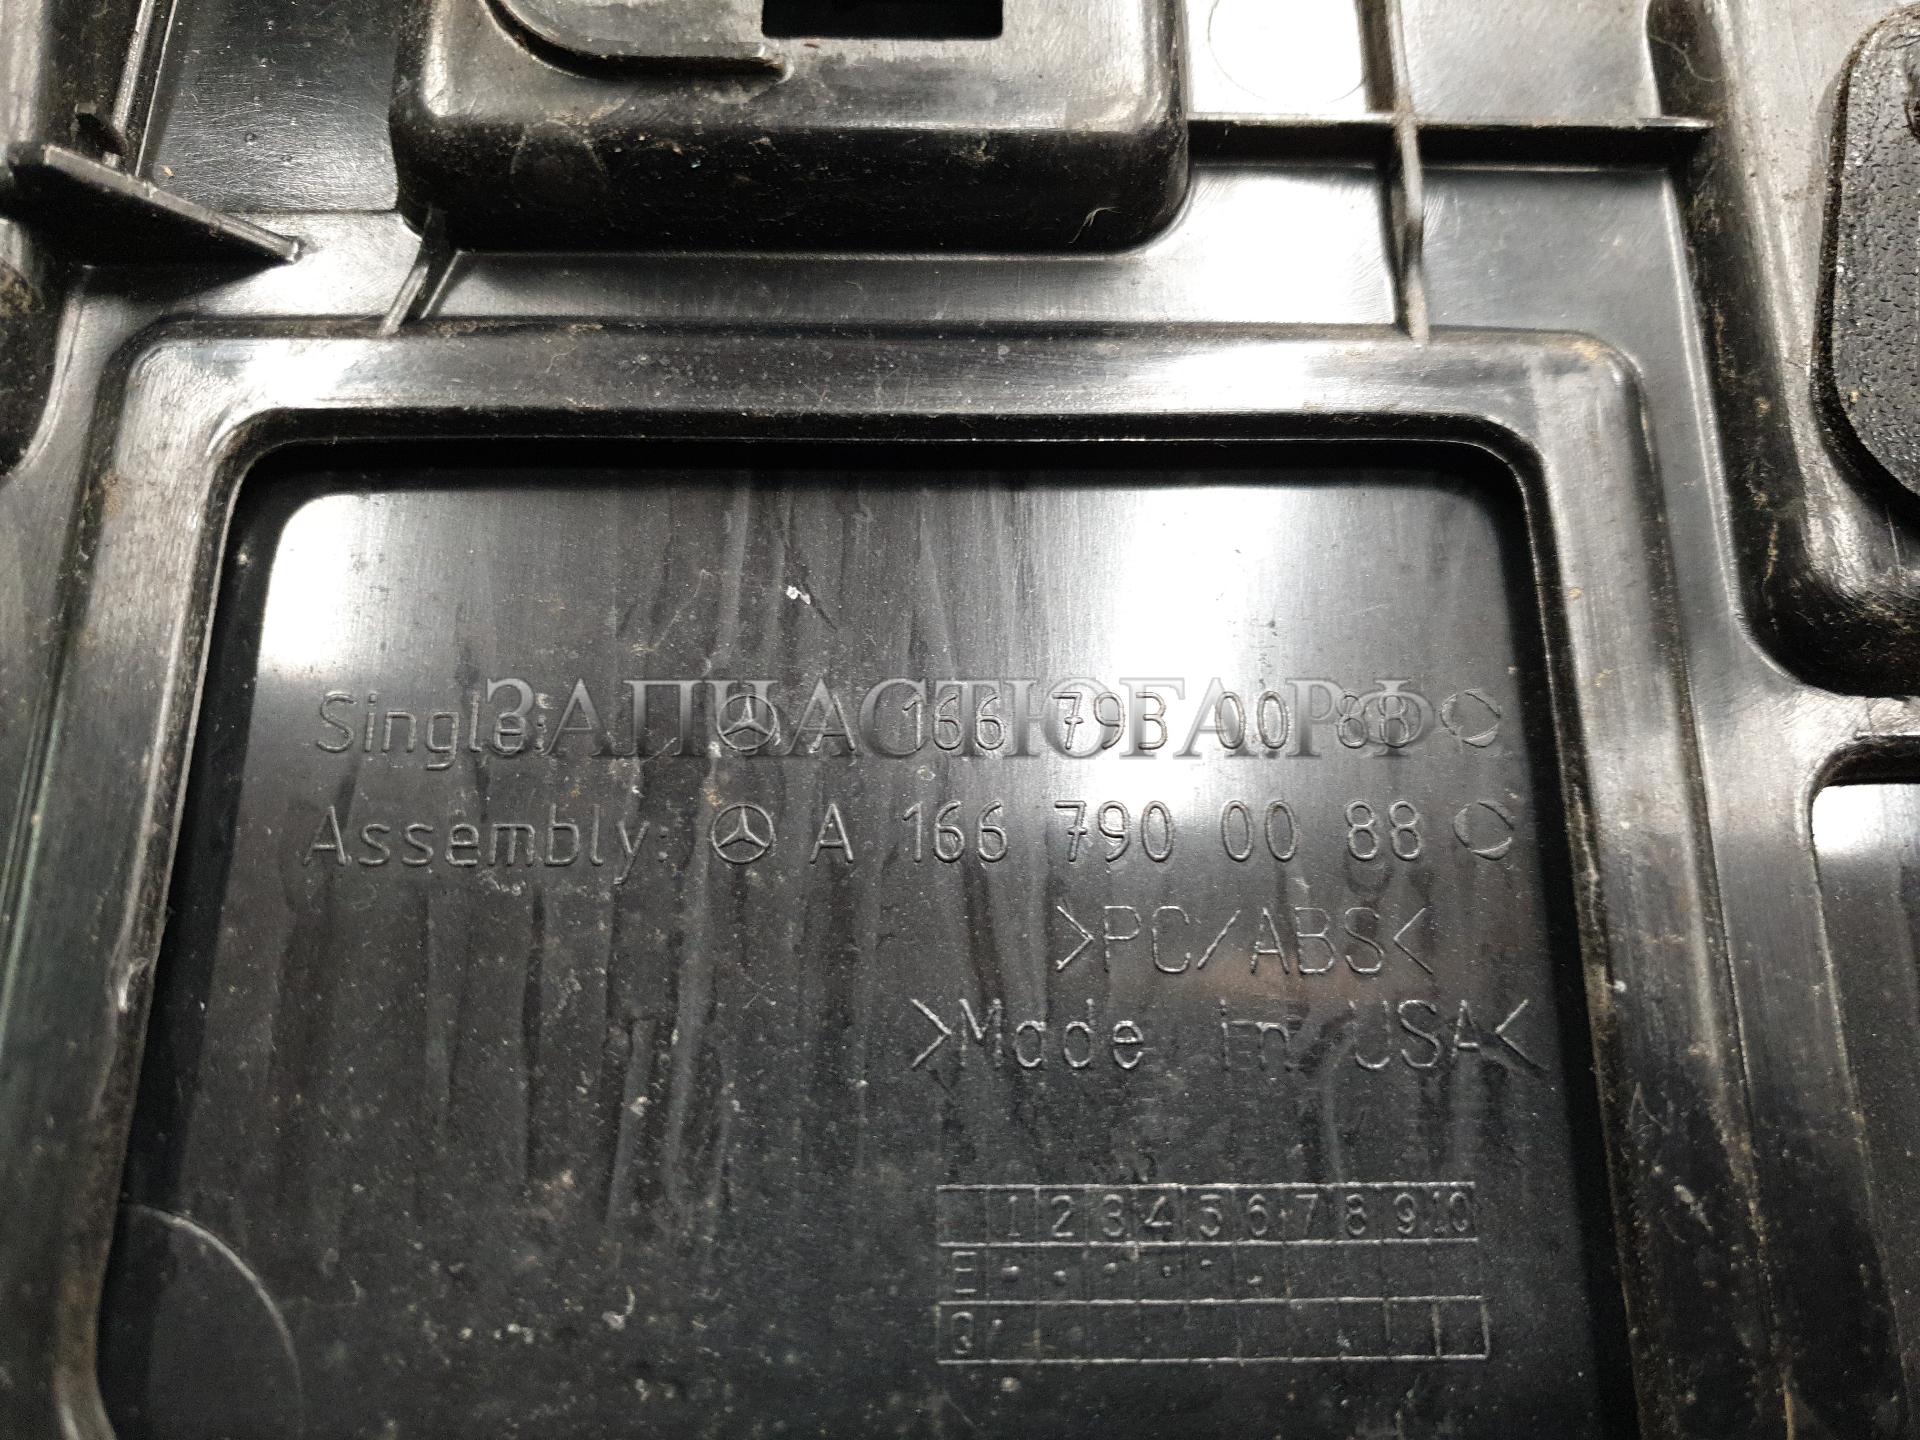 Single: A 166 793 00 88
ЗАПЧАСТЮГА.РФ
Assembly: A 166 790 00 88
>PC/ABS<
>Made in USA<
1 2 3 4 5 6 7 8 9 10
E
Q